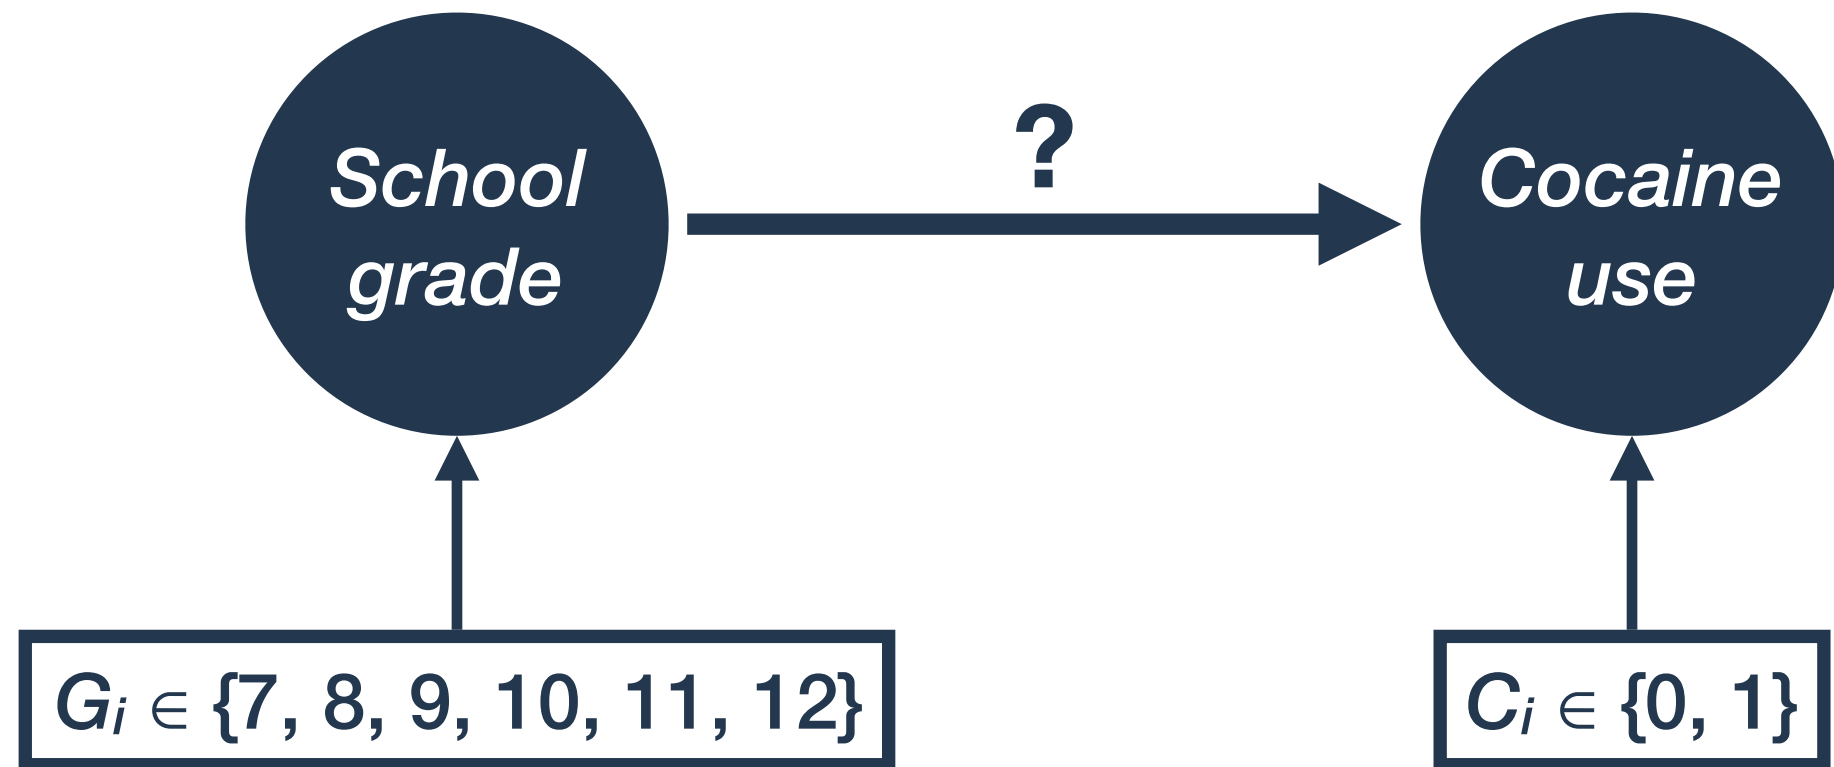 ?
School
grade
Cocaine
use
Gᵢ ∈ {7, 8, 9, 10, 11, 12}
Cᵢ ∈ {0, 1}